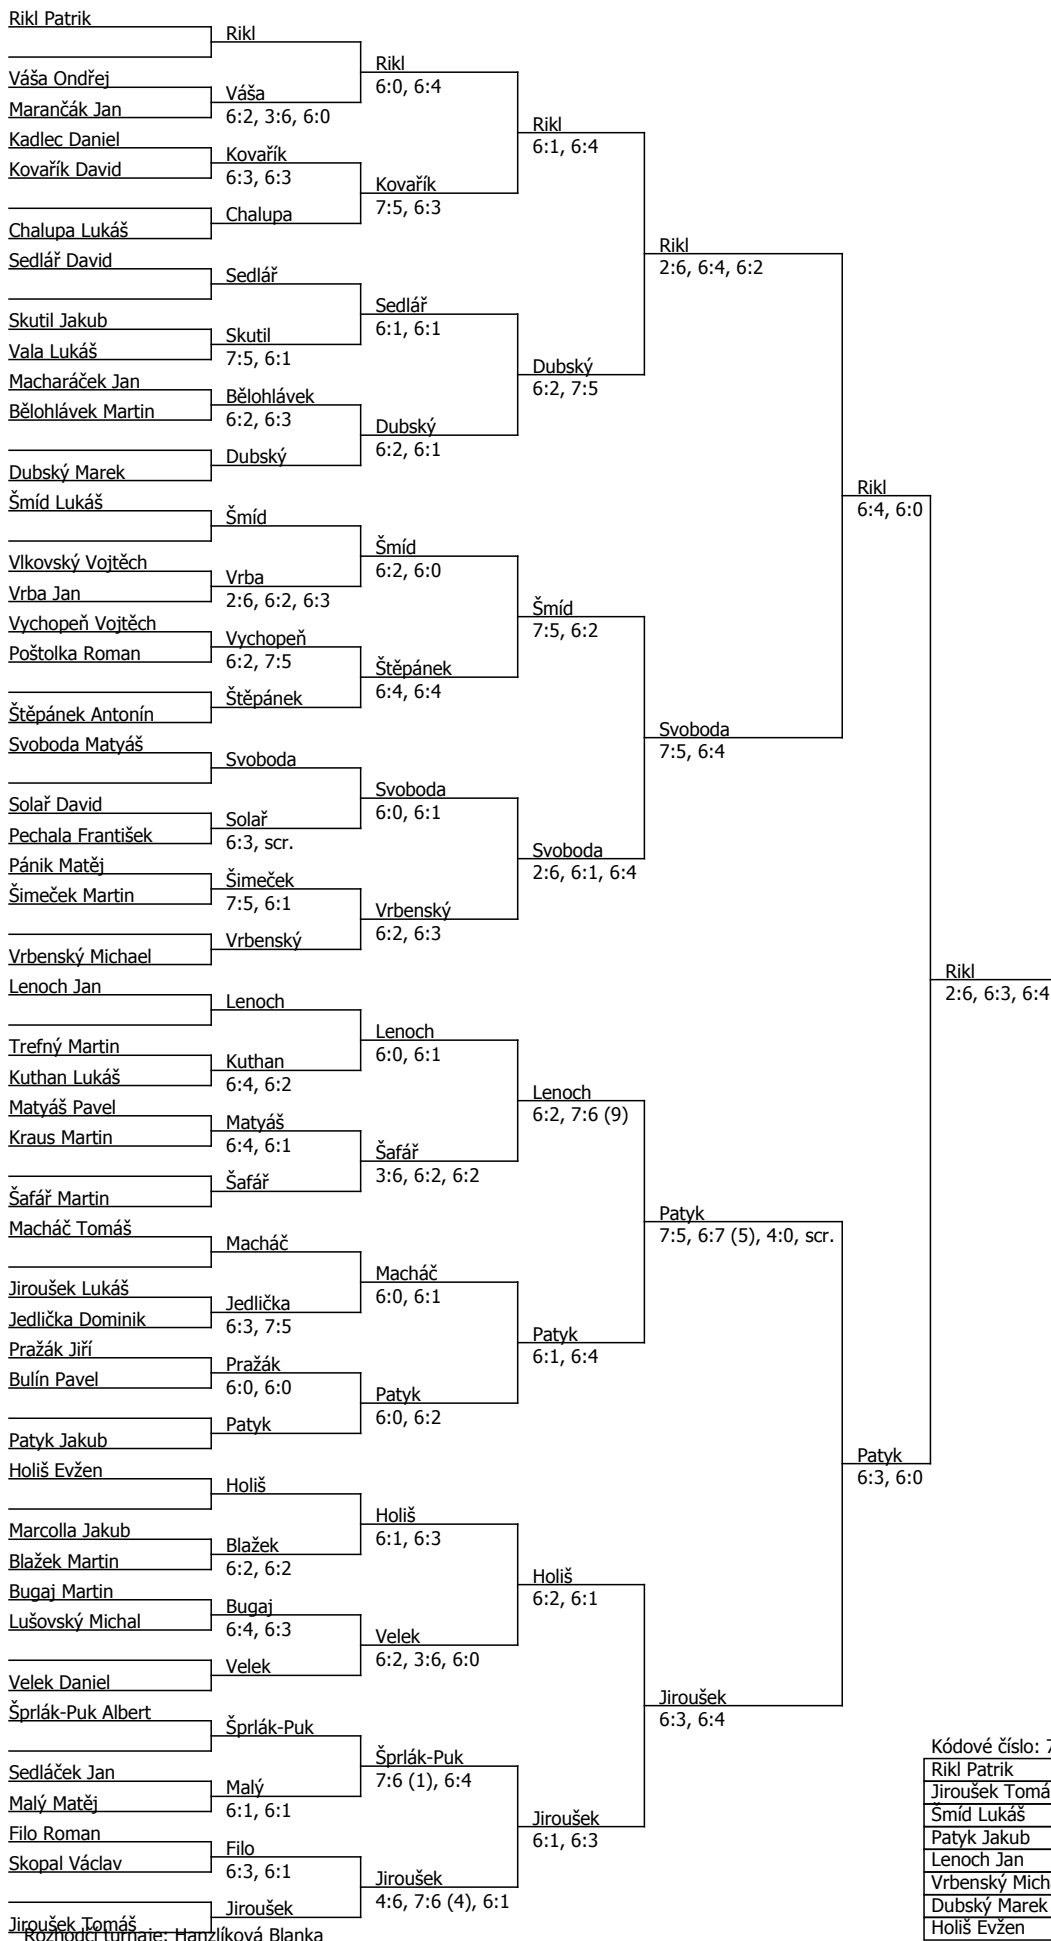 Rikl Patrik
Rikl
Rikl
6:0, 6:4
Váša Ondřej
Marančák Jan
Váša
6:2, 3:6, 6:0
Rikl
6:1, 6:4
Kadlec Daniel
Kovařík David
Kovařík
6:3, 6:3
Kovařík
7:5, 6:3
Chalupa
Chalupa Lukáš
Rikl
2:6, 6:4, 6:2
Sedlář David
Sedlář
Sedlář
6:1, 6:1
Skutil Jakub
Vala Lukáš
Skutil
7:5, 6:1
Dubský
6:2, 7:5
Macharáček Jan
Bělohlávek Martin
Bělohlávek
6:2, 6:3
Dubský
6:2, 6:1
Dubský
Dubský Marek
Rikl
6:4, 6:0
Šmíd Lukáš
Šmíd
Šmíd
6:2, 6:0
Vlkovský Vojtěch
Vrba Jan
Vrba
2:6, 6:2, 6:3
Šmíd
7:5, 6:2
Vychopeň Vojtěch
Poštolka Roman
Vychopeň
6:2, 7:5
Štěpánek
6:4, 6:4
Štěpánek
Štěpánek Antonín
Svoboda
7:5, 6:4
Svoboda Matyáš
Svoboda
Svoboda
6:0, 6:1
Solař David
Pechala František
Solař
6:3, scr.
Svoboda
2:6, 6:1, 6:4
Pánik Matěj
Šimeček Martin
Šimeček
7:5, 6:1
Vrbenský
6:2, 6:3
Vrbenský
Vrbenský Michael
Rikl
2:6, 6:3, 6:4
Lenoch Jan
Lenoch
Lenoch
6:0, 6:1
Trefný Martin
Kuthan Lukáš
Kuthan
6:4, 6:2
Lenoch
6:2, 7:6 (9)
Matyáš Pavel
Kraus Martin
Matyáš
6:4, 6:1
Šafář
3:6, 6:2, 6:2
Šafář
Šafář Martin
Patyk
7:5, 6:7 (5), 4:0, scr.
Macháč Tomáš
Macháč
Macháč
6:0, 6:1
Jiroušek Lukáš
Jedlička Dominik
Jedlička
6:3, 7:5
Patyk
6:1, 6:4
Pražák Jiří
Bulín Pavel
Pražák
6:0, 6:0
Patyk
6:0, 6:2
Patyk
Patyk Jakub
Patyk
6:3, 6:0
Holiš Evžen
Holiš
Holiš
6:1, 6:3
Marcolla Jakub
Blažek Martin
Blažek
6:2, 6:2
Holiš
6:2, 6:1
Bugaj Martin
Lušovský Michal
Bugaj
6:4, 6:3
Velek
6:2, 3:6, 6:0
Velek
Velek Daniel
Jiroušek
6:3, 6:4
Šprlák-Puk Albert
Šprlák-Puk
Šprlák-Puk
7:6 (1), 6:4
Sedláček Jan
Malý Matěj
Malý
6:1, 6:1
Jiroušek
6:1, 6:3
Filo Roman
Skopal Václav
Filo
6:3, 6:1
Jiroušek
4:6, 7:6 (4), 6:1
Jiroušek
Jiroušek Tomáš
Rozhodčí turnaje: Hanzlíková Blanka
Kódové číslo: 7
Rikl Patrik
Jiroušek Tomá
Šmíd Lukáš
Patyk Jakub
Lenoch Jan
Vrbenský Mich
Dubský Marek
Holiš Evžen